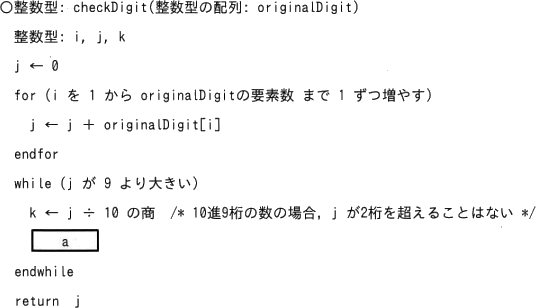 ○整数型: checkDigit(整数型の配列: originalDigit)
整数型: i, j, k
j ← 0
for (i を 1 から originalDigitの要素数 まで 1 ずつ増やす)
j ← j ＋ originalDigit[i]
endfor
while (j が 9 より大きい)
k ← j ÷ 10 の商 /* 10進9桁の数の場合, j が2桁を超えることはない */
a
endwhile
return j